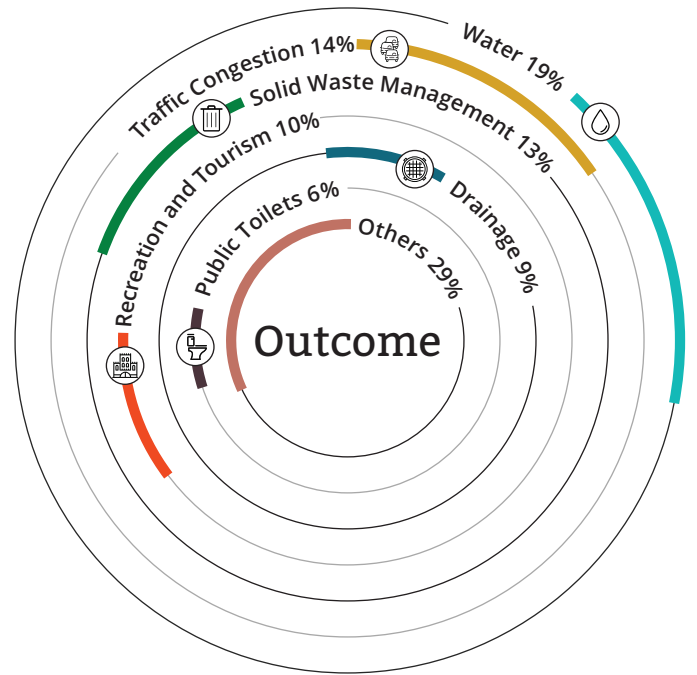 Water 19%
Traffic Congestion 14%
Solid Waste Management 13%
Recreation and Tourism 10%
Drainage 9%
Public Toilets 6%
Others 29%
Outcome